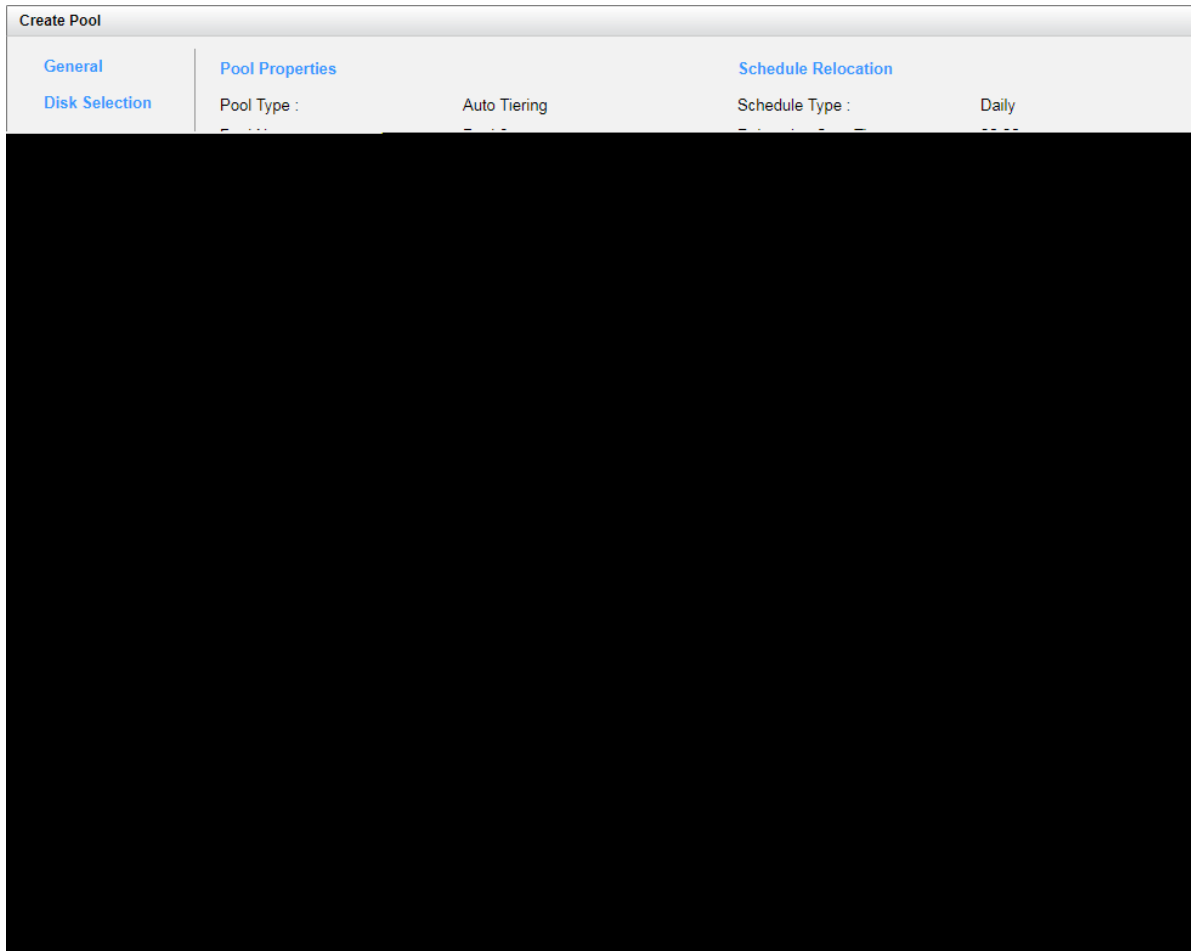 Create Pool
General
Disk Selection
Pool Properties
Pool Type : Auto Tiering
Schedule Relocation
Schedule Type : Daily